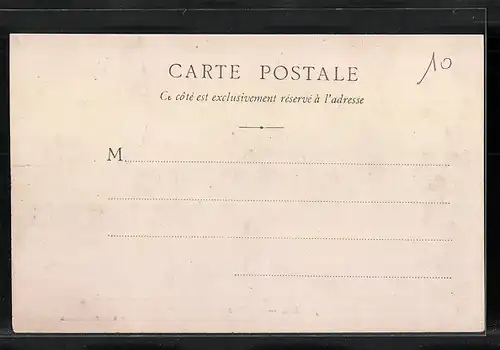 CARTE POSTALE
10
Ce côté est exclusivement réservé à l'adresse
M